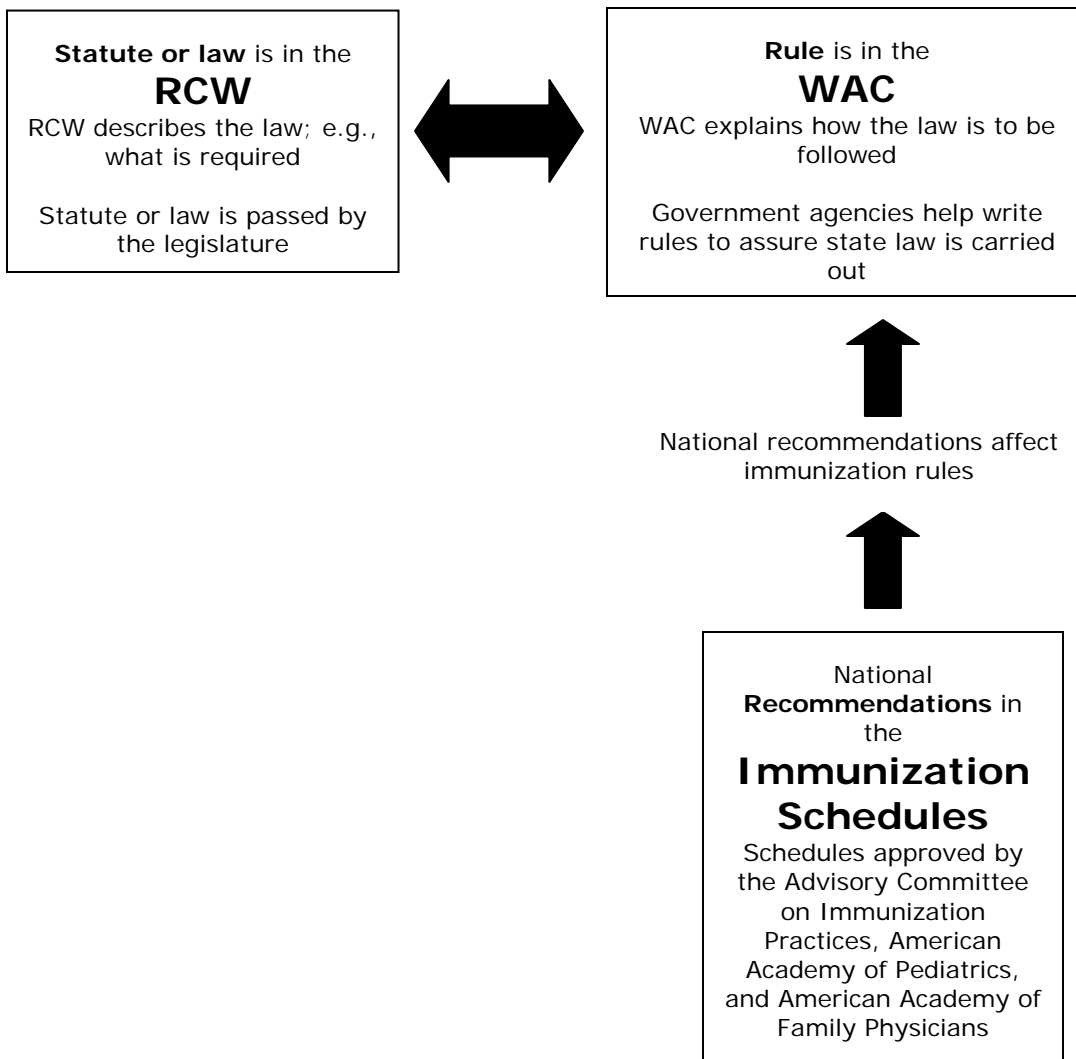 Statute or law is in the
RCW
RCW describes the law; e.g.,
what is required
Statute or law is passed by
the legislature
Rule is in the
WAC
WAC explains how the law is to be
followed
Government agencies help write
rules to assure state law is carried
out
National recommendations affect
immunization rules
National
Recommendations in
the
Immunization
Schedules
Schedules approved by
the Advisory Committee
on Immunization
Practices, American
Academy of Pediatrics,
and American Academy of
Family Physicians